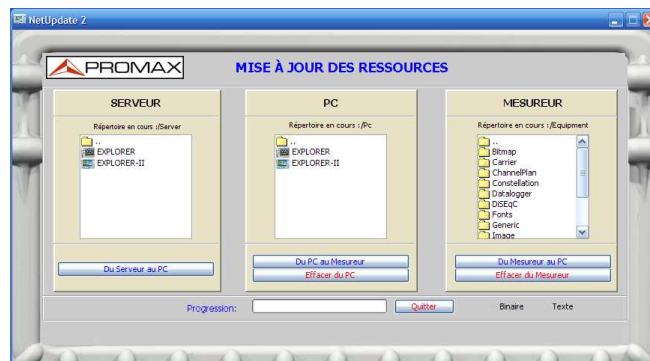 NetUpdate 2
PROMAX
MISE À JOUR DES RESSOURCES
SERVEUR
Répertoire en cours :/Server
..
EXPLORER
EXPLORER-II
Du Serveur au PC
PC
Répertoire en cours :/Pc
..
EXPLORER
EXPLORER-II
Du PC au Mesureur
Effacer du PC
MESUREUR
Répertoire en cours :/Equipment
..
Bitmap
Carrier
ChannelPlan
Constellation
Datalogger
DiSEqC
Fonts
Generic
Image
Du Mesureur au PC
Effacer du Mesureur
Progression:
Quitter
Binaire
Texte